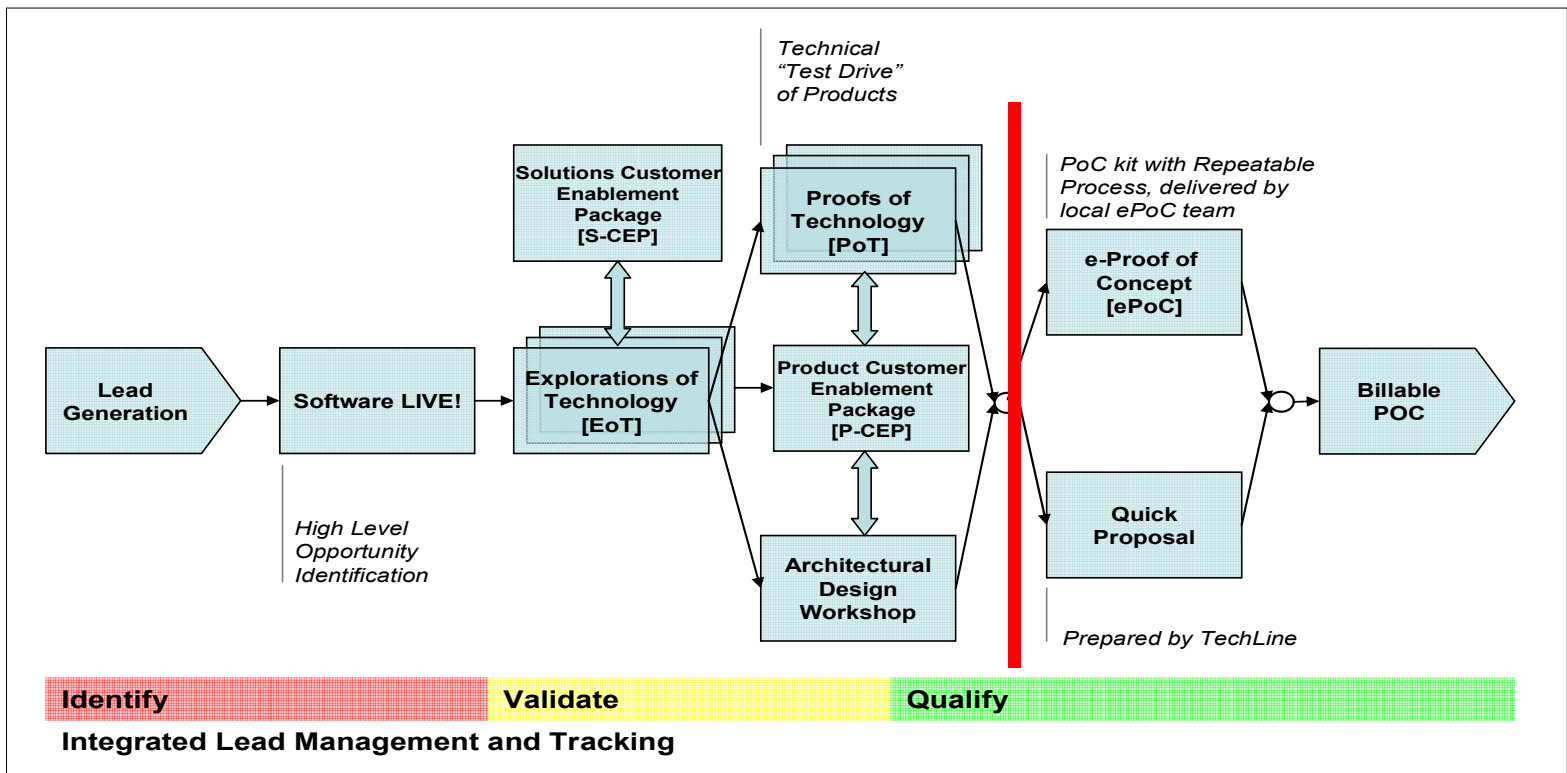 Technical
“Test Drive”
of Products
Solutions Customer
Enablement
Package
[S-CEP]
Proofs of
Technology
[PoT]
PoC kit with Repeatable
Process, delivered by
local ePoC team
e-Proof of
Concept
[ePoC]
Lead
Generation
Software LIVE!
Explorations of
Technology
[EoT]
Product Customer
Enablement
Package
[P-CEP]
Billable
POC
High Level
Opportunity
Identification
Architectural
Design
Workshop
Quick
Proposal
Prepared by TechLine
Identify
Validate
Qualify
Integrated Lead Management and Tracking